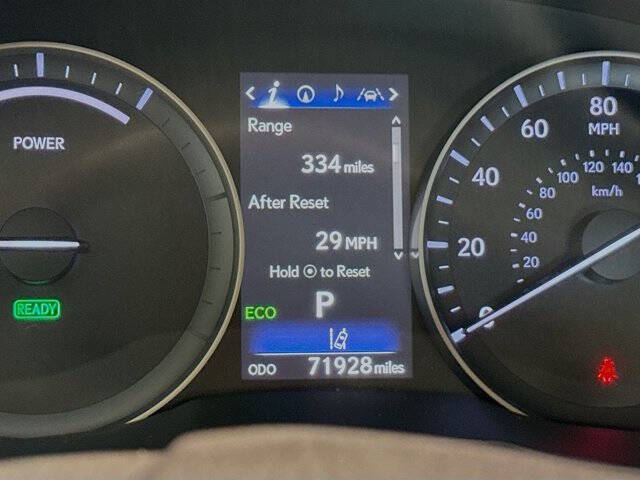 POWER
READY
Range
334 miles
After Reset
29 MPH
Hold to Reset
P
ECO
ODO 71928 miles
80
MPH
60
40
20
0
120
140
100
80
km/h
60
40
20